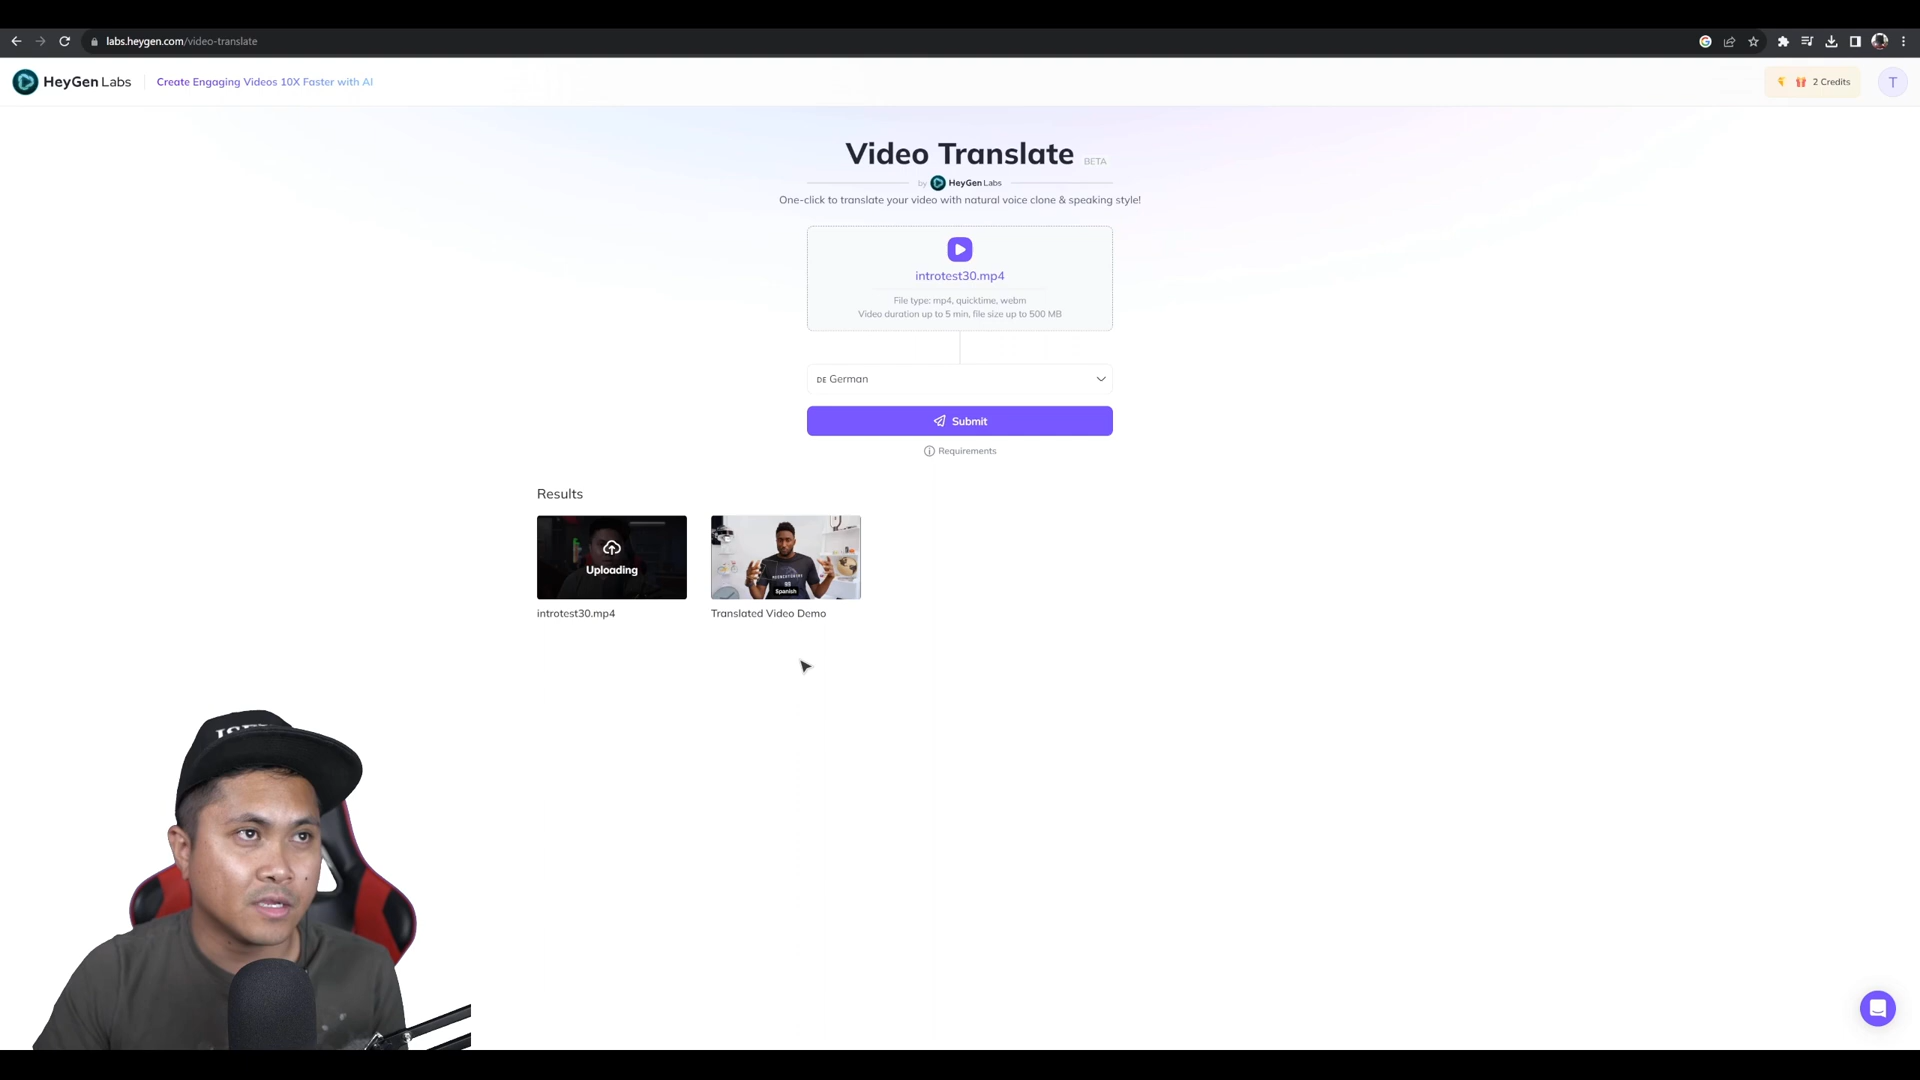 labs.heygen.com/video-translate
HeyGen Labs
Create Engaging Videos 10X Faster with AI
2 Credits
T
Video Translate BETA
by HeyGen Labs
One-click to translate your video with natural voice clone & speaking style!
introtest30.mp4
File type: mp4, quicktime, webm
Video duration up to 5 min, file size up to 500 MB
DE German
Submit
Requirements
Results
Uploading
Spanish
introtest30.mp4
Translated Video Demo